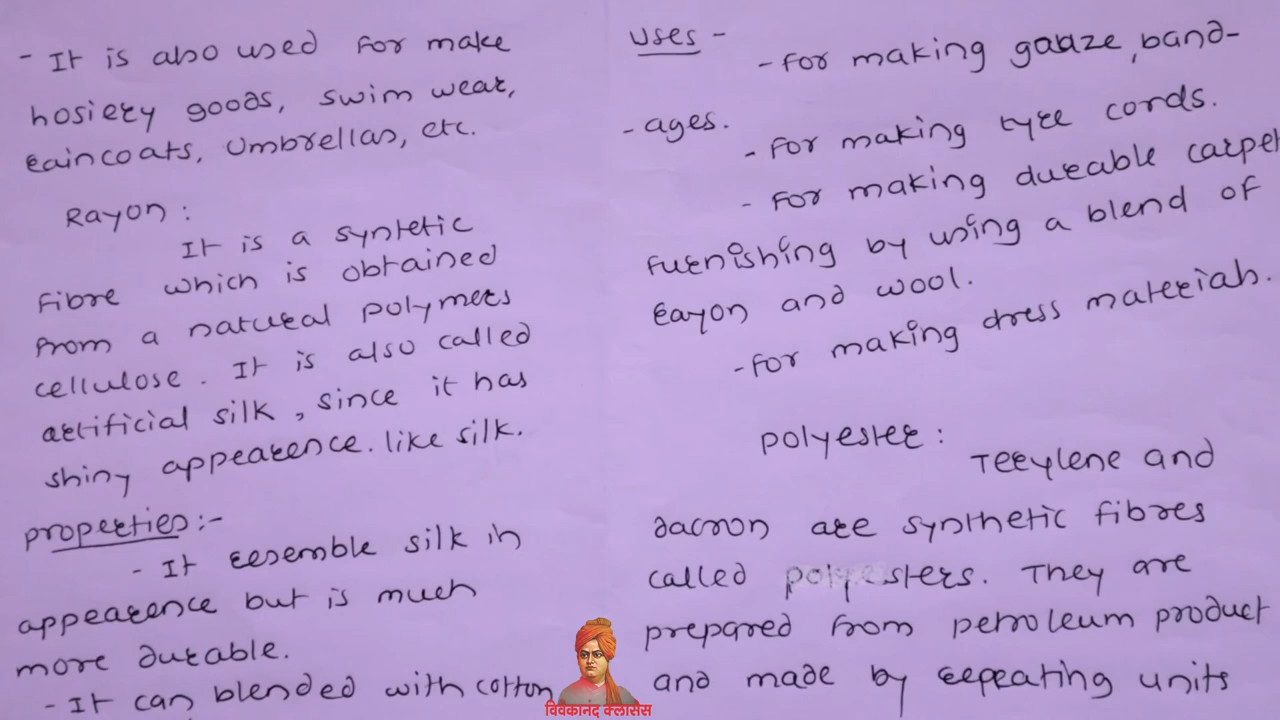 - It is also used for make
hosiery goods, swim wear,
raincoats, Umbrellas, etc.
Rayon :
It is a syntetic
fibre which is obtained
from a natural polymers
cellulose. It is also called
artificial silk, since it has
shiny appearence. like silk.
properties:-
- It resemble silk in
appearence but is much
more durable.
- It can blended with cotton
uses -
- for making gauze, band-
- ages.
- for making tyre cords.
- for making durable carpet
furnishing by using a blend of
rayon and wool.
- for making dress materials.
polyester :
Terylene and
dacron are synthetic fibres
called polyesters. They are
prepared from petroleum product
and made by repeating units
विवेकानंद क्लासेस